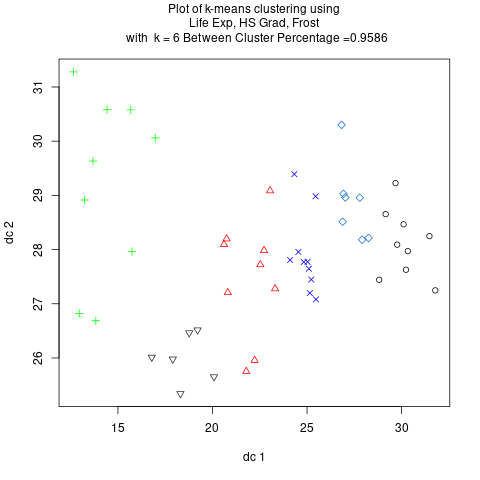 Plot of k-means clustering using
Life Exp, HS Grad, Frost
with k = 6 Between Cluster Percentage =0.9586
31
30
29
28
27
26
dc 2
15
20
25
30
dc 1